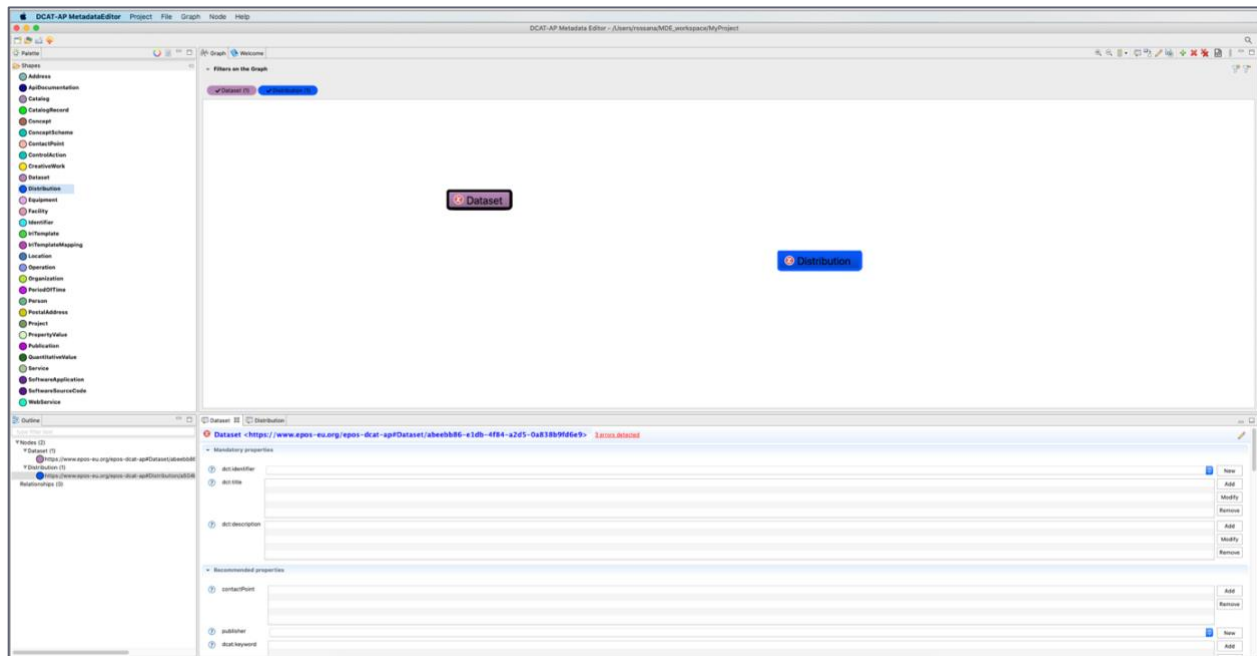 DCAT-AP MetadataEditor Project File Graph Node Help
DCAT-AP Metadata Editor - /Users/rossana/MDE_workspace/MyProject
Palette
Graph Welcome
Shapes
Address
ApiDocumentation
Catalog
CatalogRecord
Concept
ConceptScheme
ContactPoint
ControlAction
CreativeWork
Dataset
Distribution
Equipment
Facility
Identifier
IriTemplate
IriTemplateMapping
Location
Operation
Organization
PeriodOfTime
Person
PostalAddress
Project
PropertyValue
Publication
QuantitativeValue
Service
SoftwareApplication
SoftwareSourceCode
WebService
Filters on the Graph
Dataset (1) Distribution (1)
Dataset
Distribution
Outline
type filter text
Nodes (2)
Dataset (1)
https://www.epos-eu.org/epos-dcat-ap#Dataset/abeebb86
Distribution (1)
https://www.epos-eu.org/epos-dcat-ap#Distribution/
Relationships (0)
Dataset Distribution
Dataset <https://www.epos-eu.org/epos-dcat-ap#Dataset/abeebb86-e1db-4f84-a2d5-0a838b9fd6e9> 3 errors detected
Mandatory properties
dct:identifier New
dct:title Add
Modify
Remove
dct:description Add
Modify
Remove
Recommended properties
contactPoint Add
Remove
publisher New
dcat:keyword Add